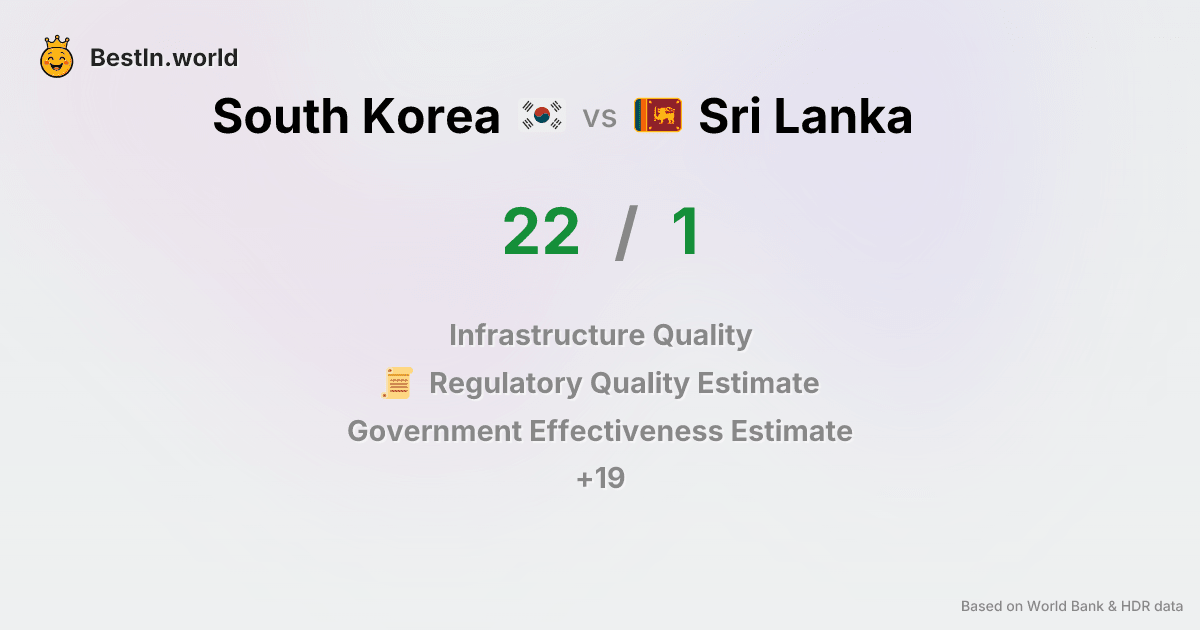 BestIn.world
South Korea vs Sri Lanka
22 / 1
Infrastructure Quality
Regulatory Quality Estimate
Government Effectiveness Estimate
+19
Based on World Bank & HDR data